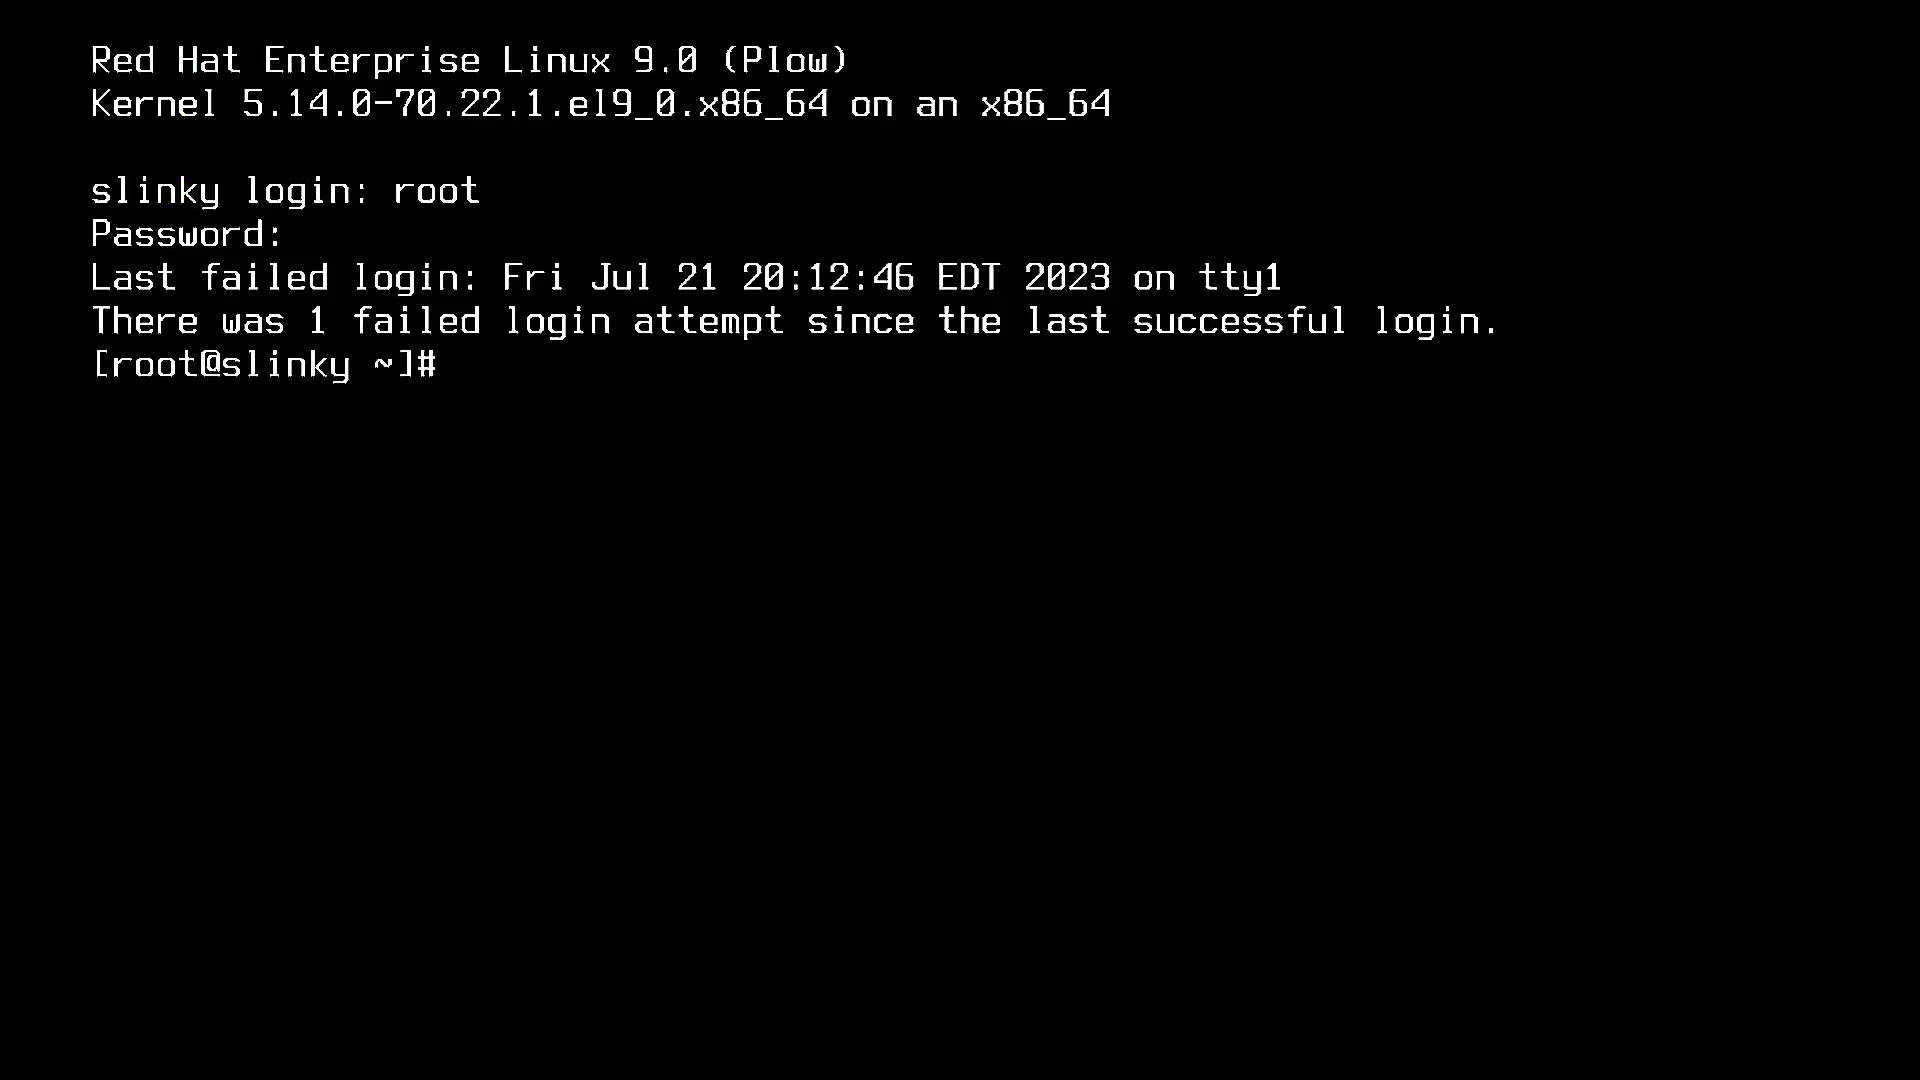 Red Hat Enterprise Linux 9.0 (Plow)
Kernel 5.14.0-70.22.1.el9_0.x86_64 on an x86_64
slinky login: root
Password:
Last failed login: Fri Jul 21 20:12:46 EDT 2023 on tty1
There was 1 failed login attempt since the last successful login.
[root@slinky ~]#